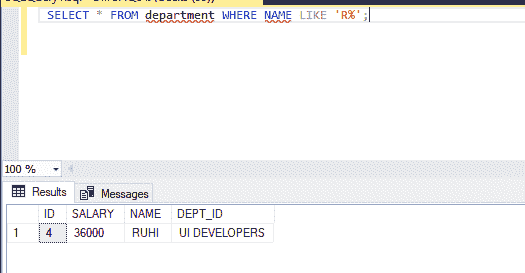 SELECT * FROM department WHERE NAME LIKE 'R%';
100 %
Results Messages
ID SALARY NAME DEPT_ID
1 4 36000 RUHI UI DEVELOPERS